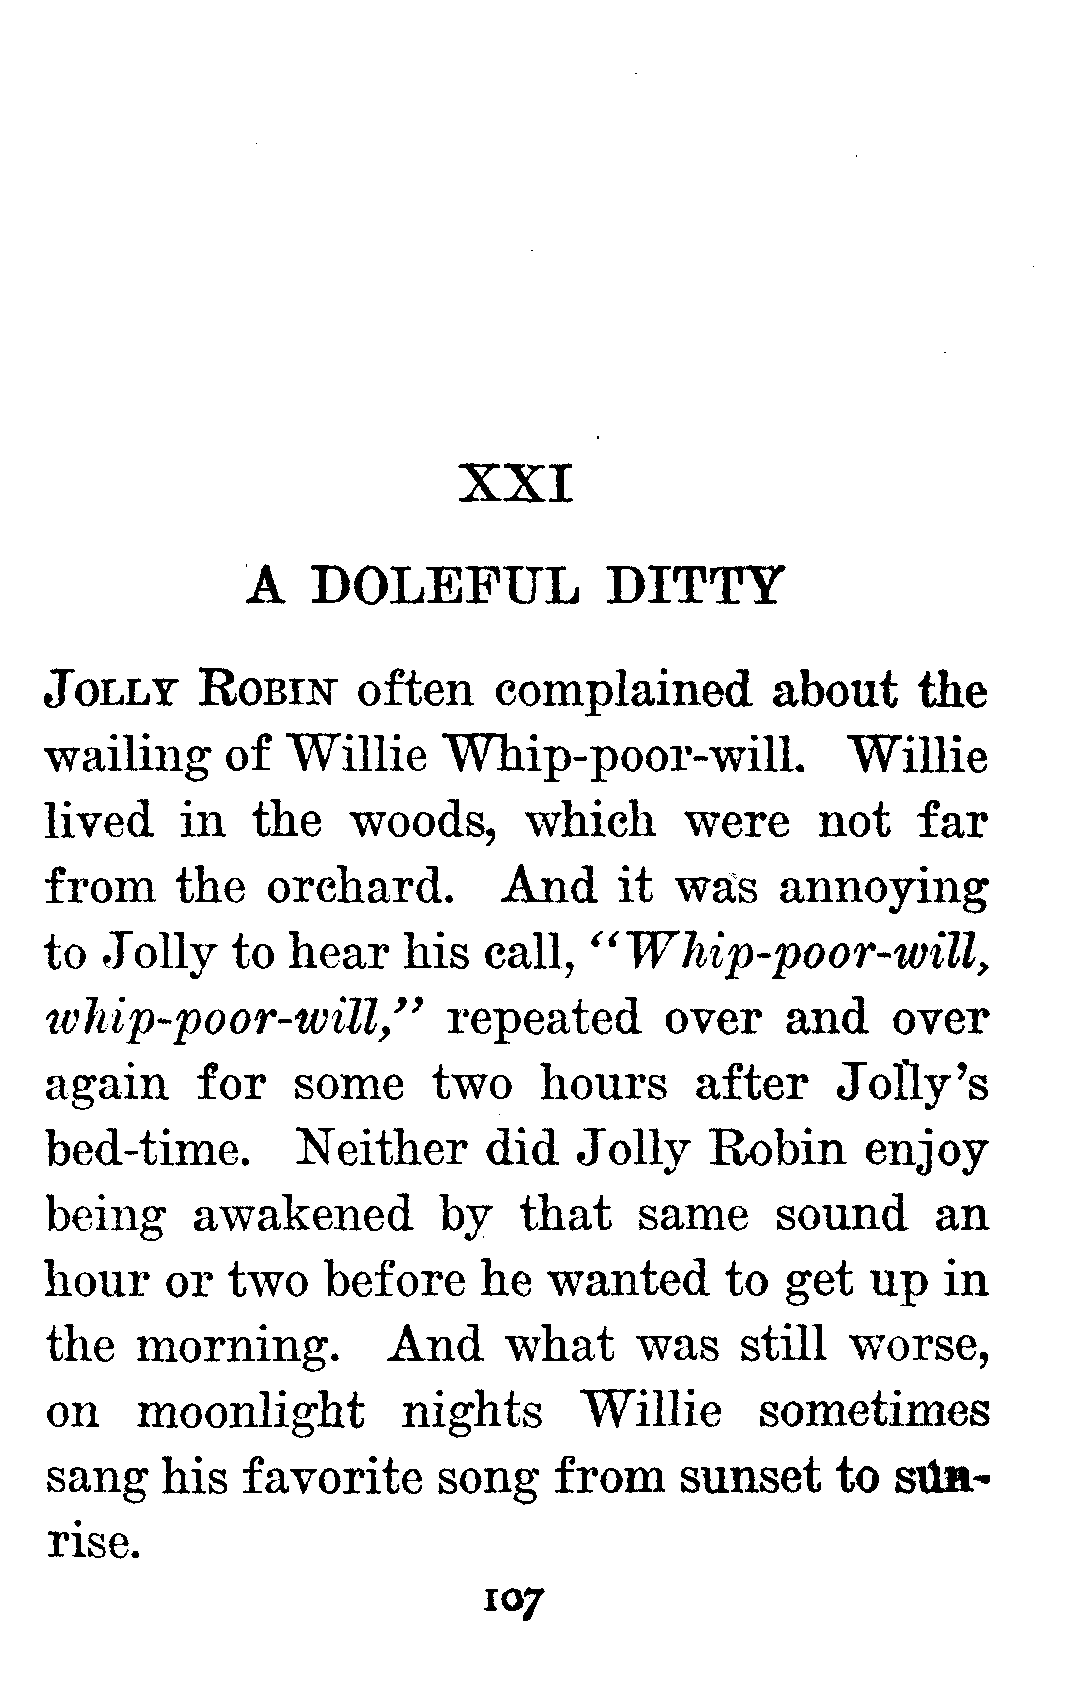 XXI
A DOLEFUL DITTY
JOLLY ROBIN often complained about the
wailing of Willie Whip-poor-will. Willie
lived in the woods, which were not far
from the orchard. And it was annoying
to Jolly to hear his call, "Whip-poor-will,
whip-poor-will," repeated over and over
again for some two hours after Jolly's
bed-time. Neither did Jolly Robin enjoy
being awakened by that same sound an
hour or two before he wanted to get up in
the morning. And what was still worse,
on moonlight nights Willie sometimes
sang his favorite song from sunset to sun-
rise.
107